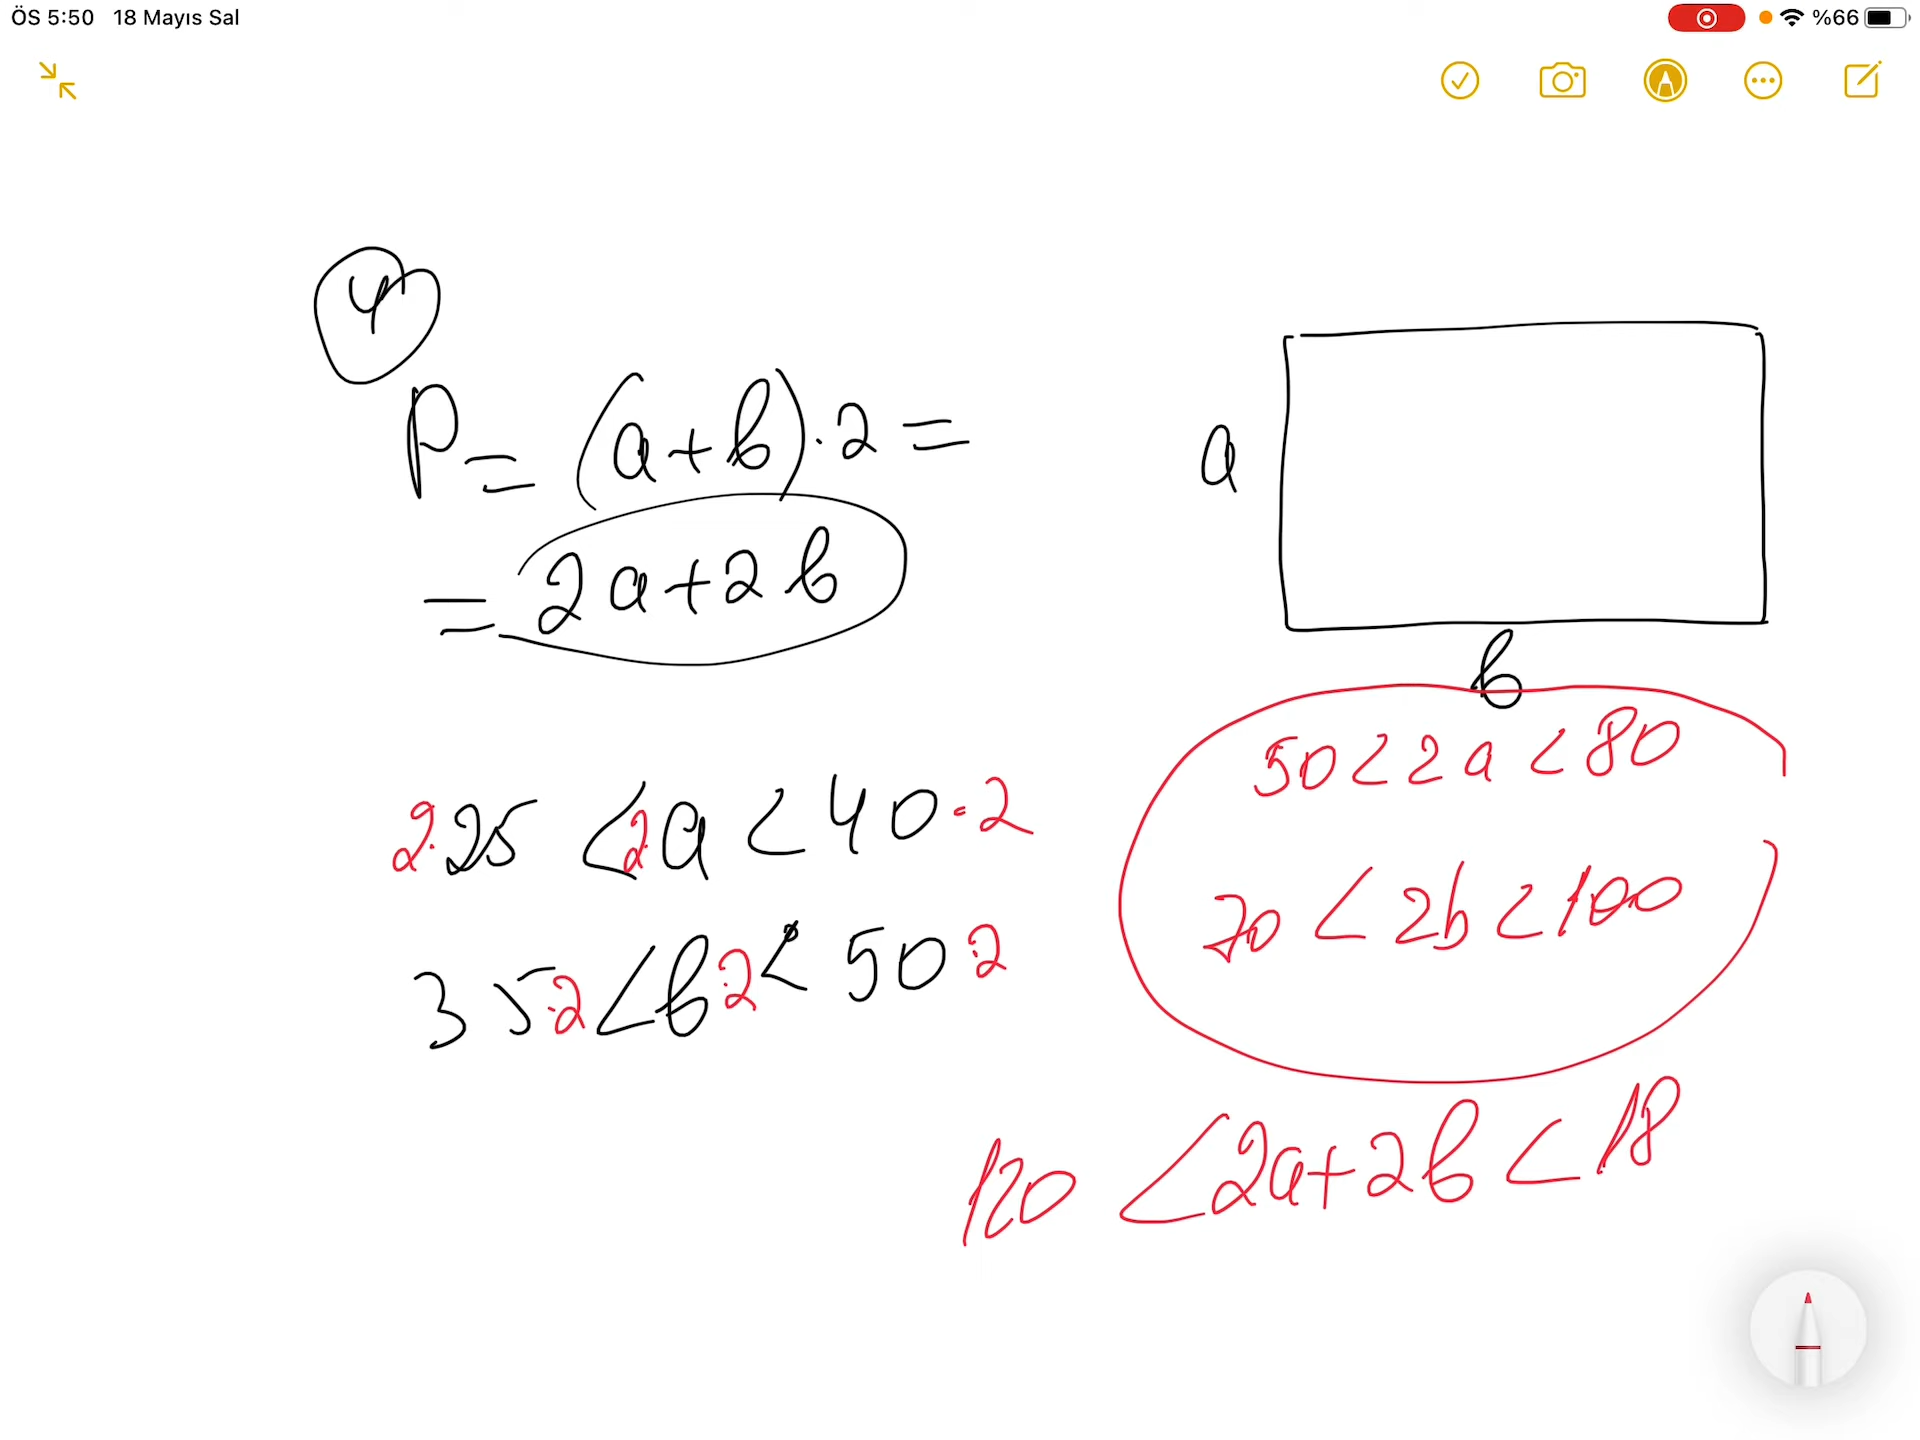 ÖS 5:50 18 Mayıs Sal
%66
4
P = (a+b)·2 =
= 2a+2b
a
b
2·25 < 2·a < 40·2
35·2 < b·2 < 50·2
50 < 2a < 80
70 < 2b < 100
120 < 2a+2b < 18